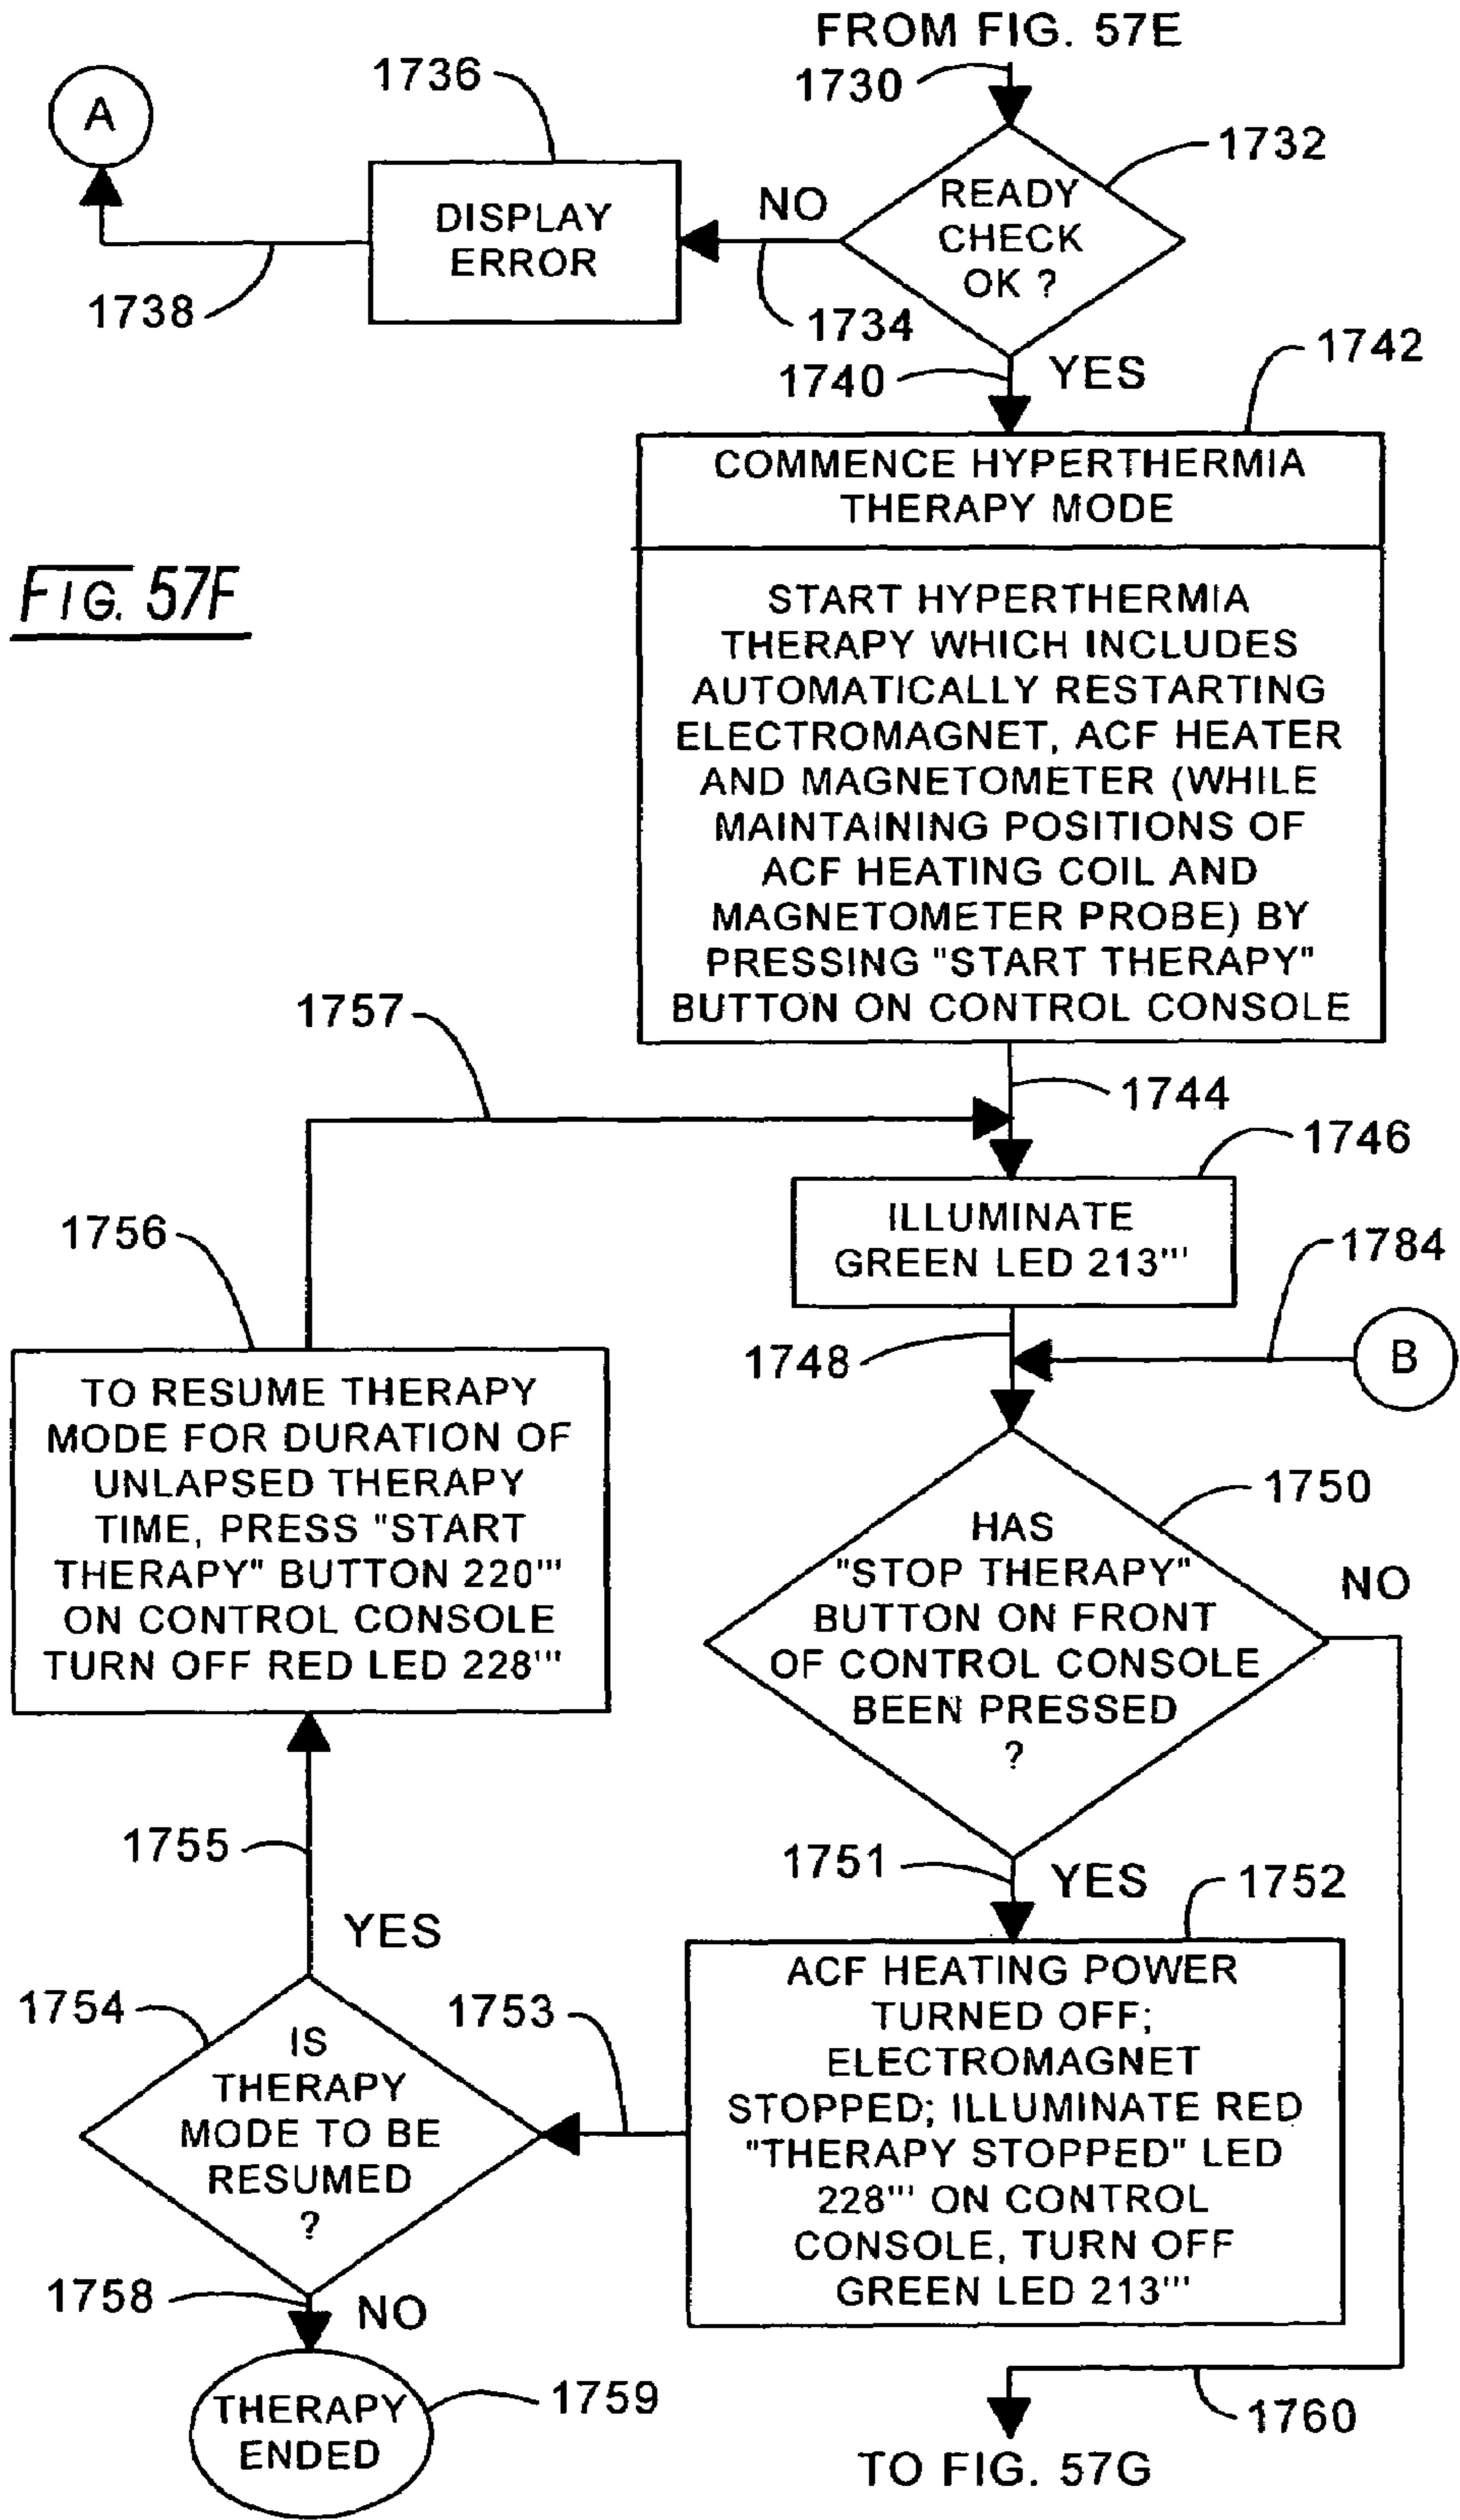 FROM FIG. 57E
1730
1736
A
1732
READY
CHECK
OK ?
NO
DISPLAY
ERROR
1738
1734
1740
YES
1742
COMMENCE HYPERTHERMIA
THERAPY MODE
FIG. 57F
START HYPERTHERMIA
THERAPY WHICH INCLUDES
AUTOMATICALLY RESTARTING
ELECTROMAGNET, ACF HEATER
AND MAGNETOMETER (WHILE
MAINTAINING POSITIONS OF
ACF HEATING COIL AND
MAGNETOMETER PROBE) BY
PRESSING "START THERAPY"
BUTTON ON CONTROL CONSOLE
1757
1744
1746
ILLUMINATE
GREEN LED 213'''
1756
1784
1748
B
TO RESUME THERAPY
MODE FOR DURATION OF
UNLAPSED THERAPY
TIME, PRESS "START
THERAPY" BUTTON 220'''
ON CONTROL CONSOLE
TURN OFF RED LED 228'''
1750
HAS
"STOP THERAPY"
BUTTON ON FRONT
OF CONTROL CONSOLE
BEEN PRESSED
?
NO
1755
1751
YES
1752
YES
1754
1753
IS
THERAPY
MODE TO BE
RESUMED
?
ACF HEATING POWER
TURNED OFF;
ELECTROMAGNET
STOPPED; ILLUMINATE RED
"THERAPY STOPPED" LED
228''' ON CONTROL
CONSOLE, TURN OFF
GREEN LED 213'''
1758
NO
THERAPY
ENDED
1759
1760
TO FIG. 57G